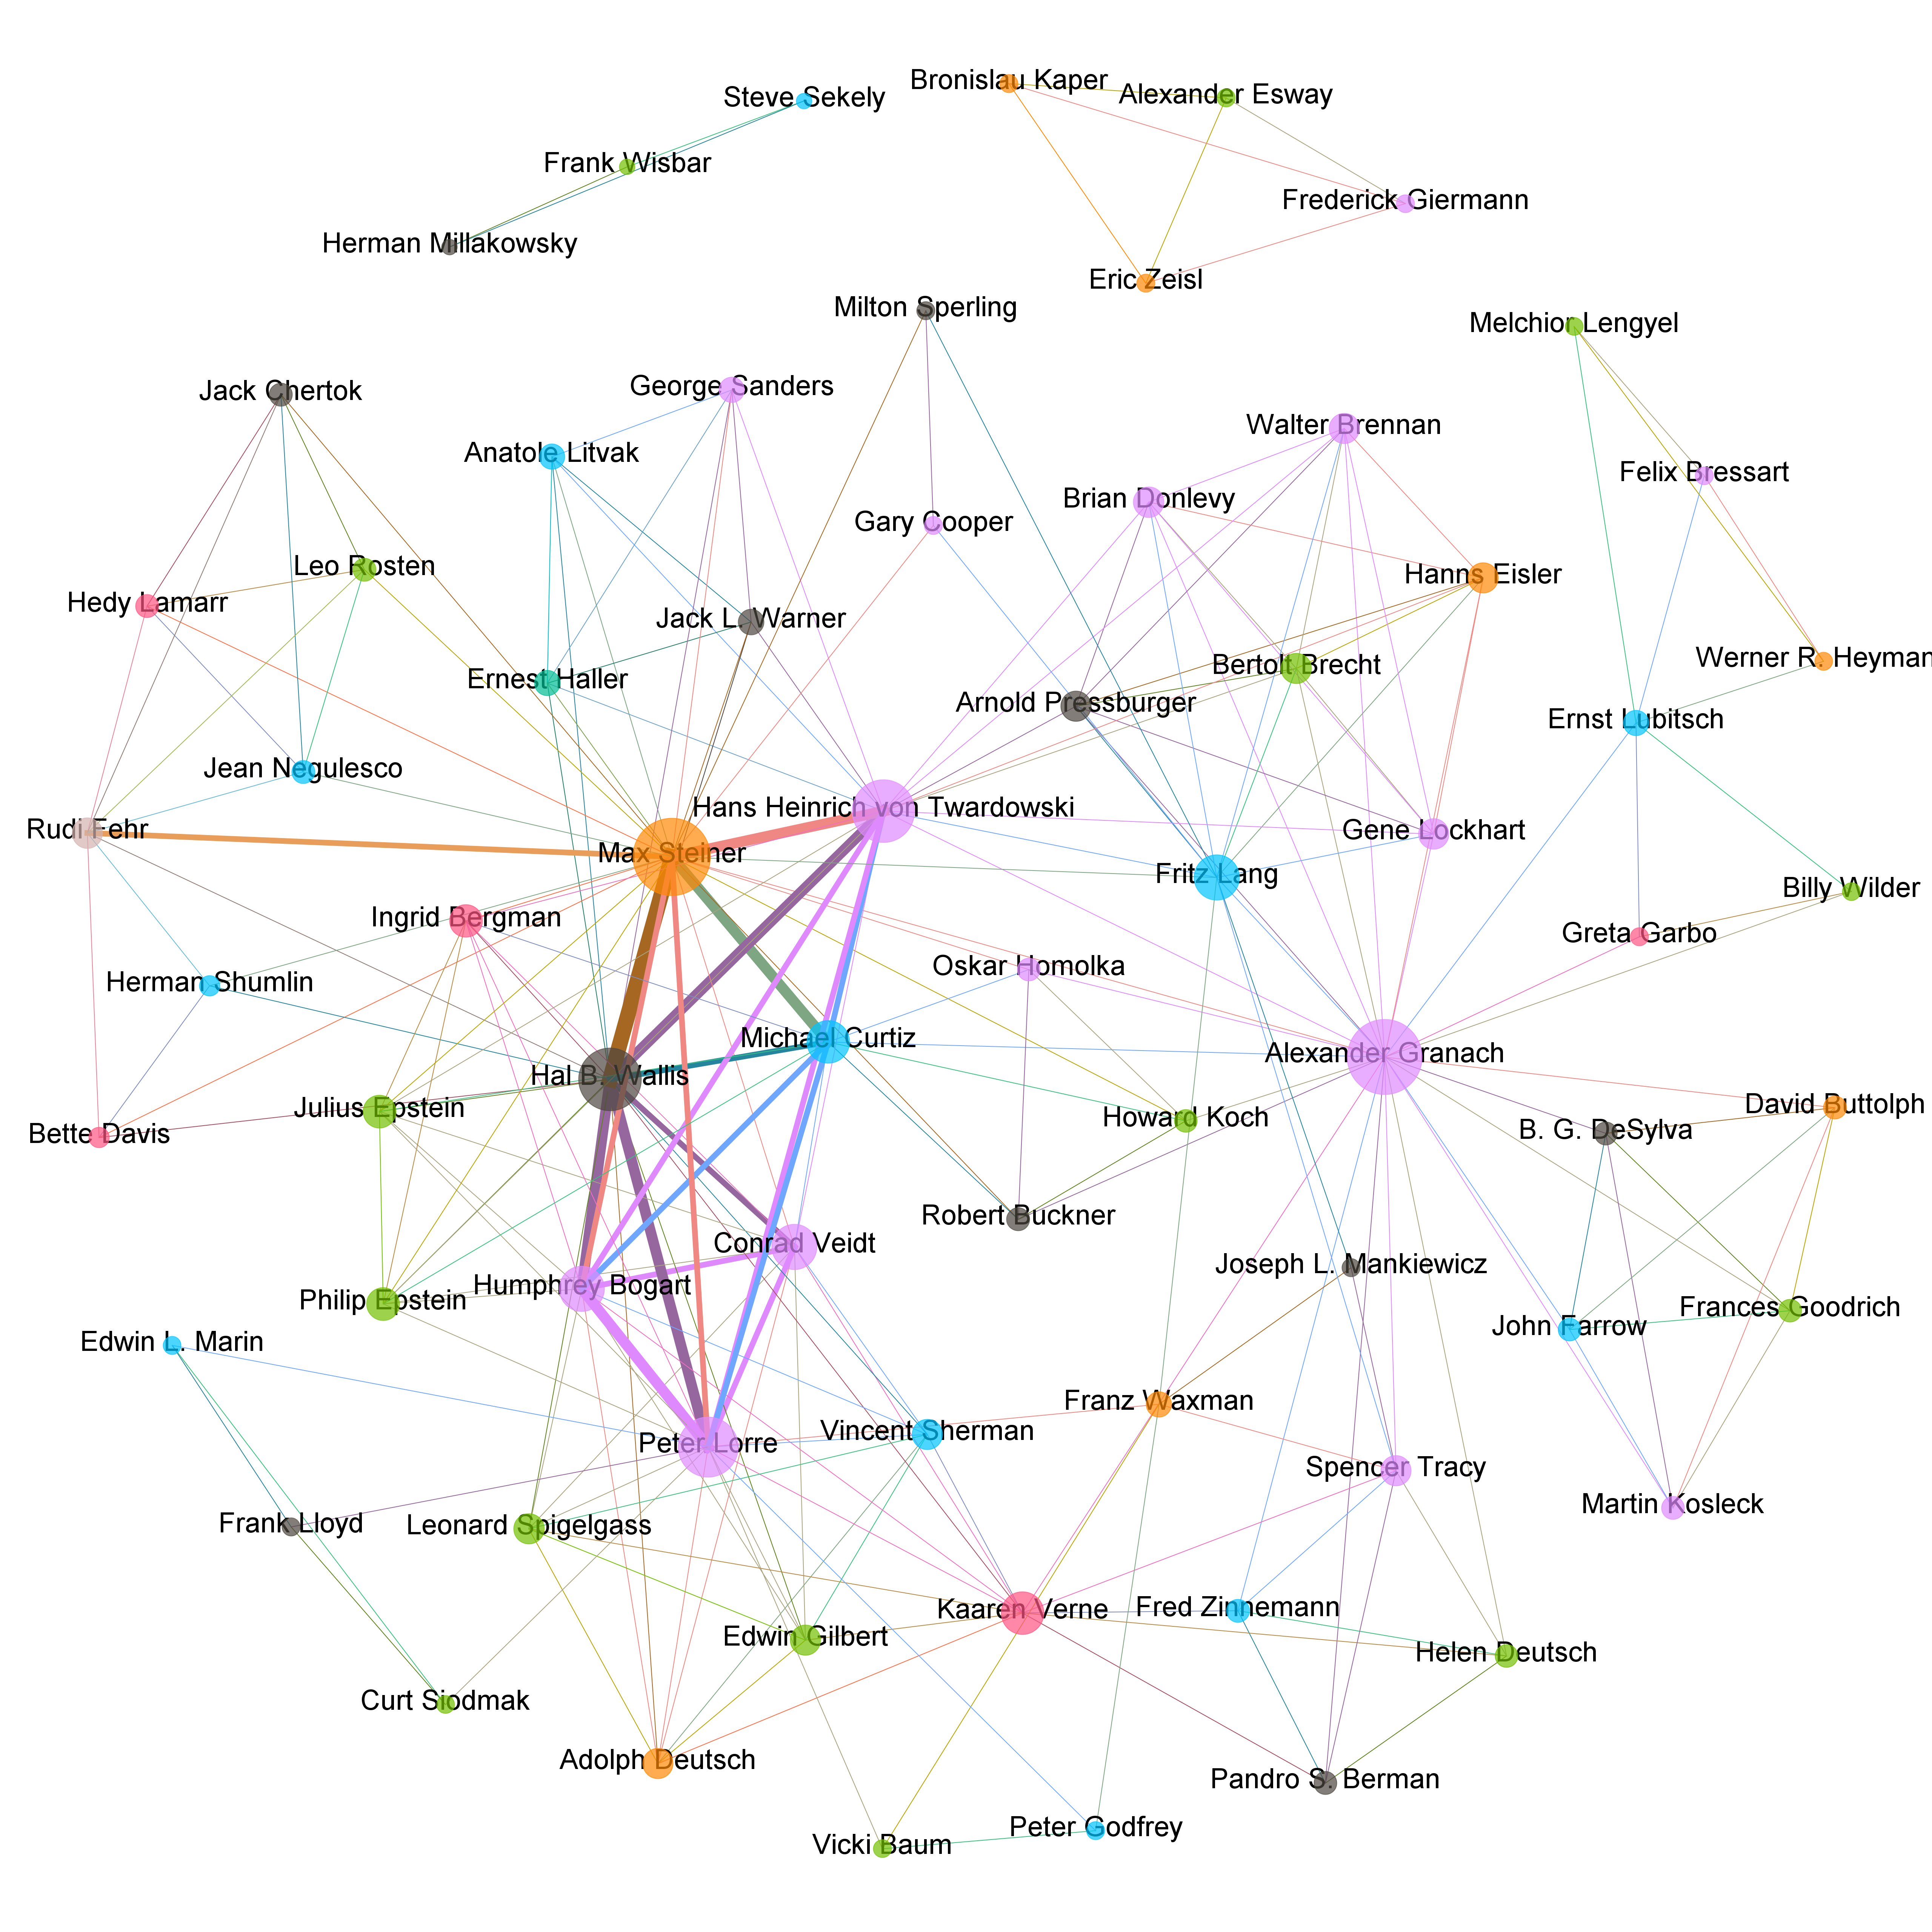 Bronislau Kaper
Steve Sekely
Alexander Esway
Frank Wisbar
Frederick Giermann
Herman Millakowsky
Eric Zeisl
Milton Sperling
Melchior Lengyel
Jack Chertok
George Sanders
Walter Brennan
Anatole Litvak
Felix Bressart
Brian Donlevy
Gary Cooper
Leo Rosten
Hanns Eisler
Hedy Lamarr
Jack L. Warner
Werner R. Heyman
Bertolt Brecht
Ernest Haller
Arnold Pressburger
Ernst Lubitsch
Jean Negulesco
Hans Heinrich von Twardowski
Rudi Fehr
Gene Lockhart
Max Steiner
Fritz Lang
Billy Wilder
Ingrid Bergman
Greta Garbo
Oskar Homolka
Herman Shumlin
Michael Curtiz
Alexander Granach
Hal B. Wallis
David Buttolph
Julius Epstein
Howard Koch
B. G. DeSylva
Bette Davis
Robert Buckner
Conrad Veidt
Joseph L. Mankiewicz
Humphrey Bogart
Philip Epstein
Frances Goodrich
John Farrow
Edwin L. Marin
Franz Waxman
Vincent Sherman
Peter Lorre
Spencer Tracy
Martin Kosleck
Frank Lloyd
Leonard Spigelgass
Kaaren Verne
Fred Zinnemann
Edwin Gilbert
Helen Deutsch
Curt Siodmak
Adolph Deutsch
Pandro S. Berman
Peter Godfrey
Vicki Baum